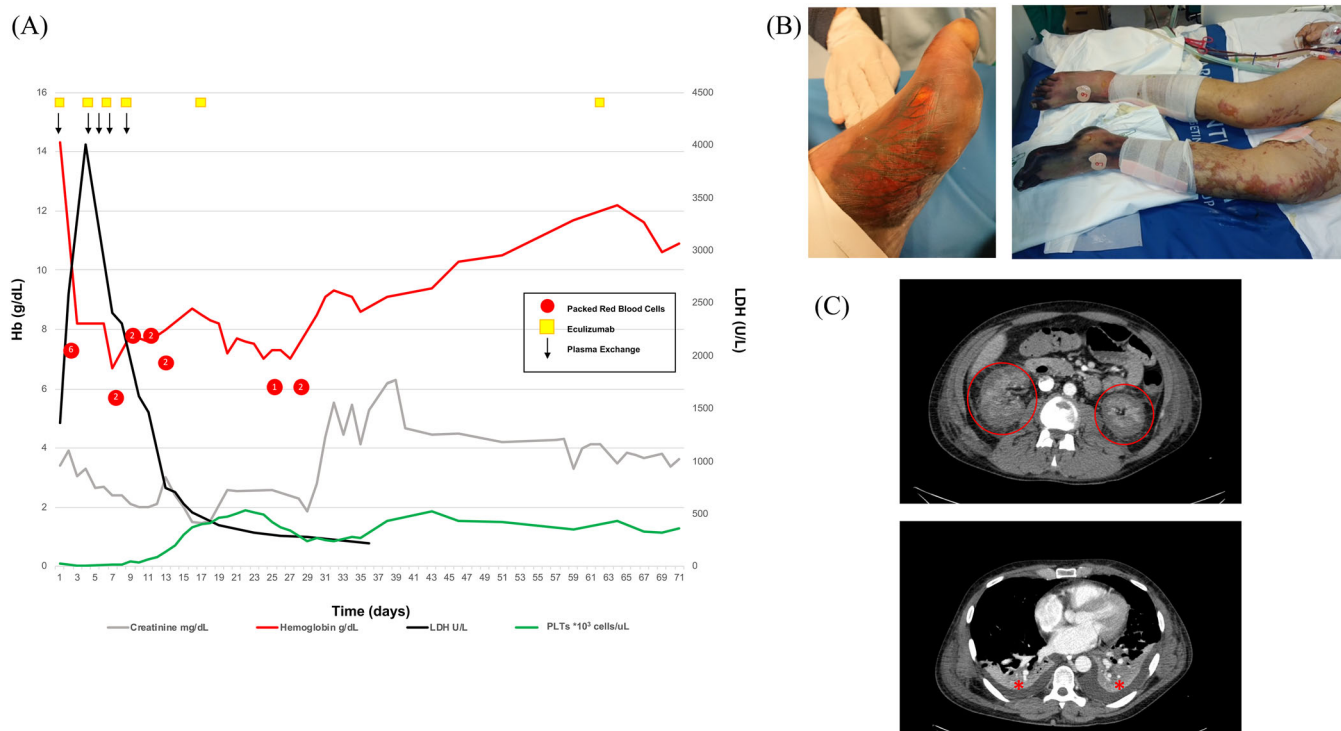 (A)
16
14
12
10
8
6
4
2
0
Hb (g/dL)
4500
4000
3500
3000
2500
2000
1500
1000
500
0
LDH (U/L)
6
2
2
2
2
1
2
Packed Red Blood Cells
Eculizumab
Plasma Exchange
1 3 5 7 9 11 13 15 17 19 21 23 25 27 29 31 33 35 37 39 41 43 45 47 49 51 53 55 57 59 61 63 65 67 69 71
Time (days)
Creatinine mg/dL Hemoglobin g/dL LDH U/L PLTs *10³ cells/uL
(B)
(C)
*
*